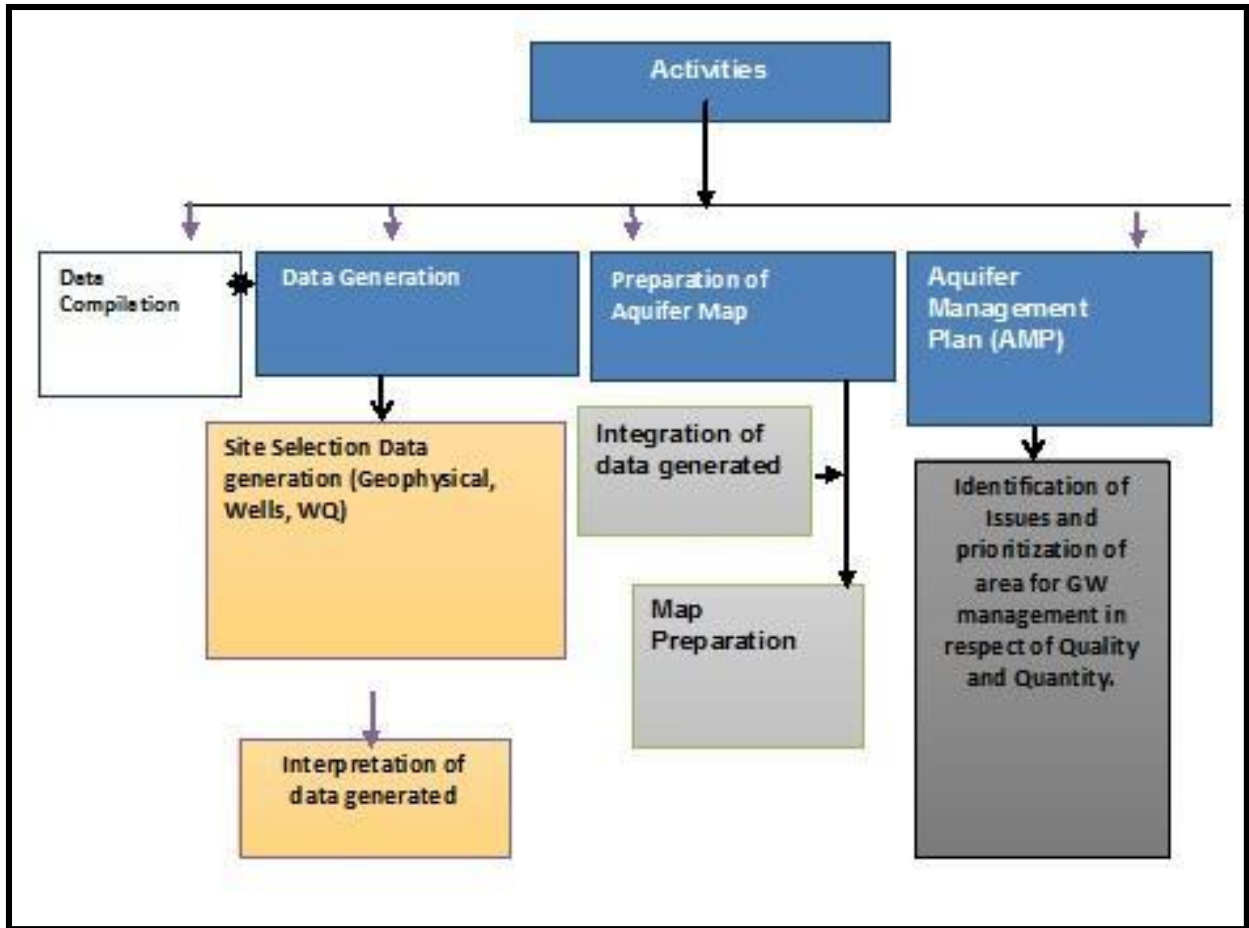 Activities
Data
Compilation
Data Generation
Preparation of
Aquifer Map
Aquifer
Management
Plan (AMP)
Site Selection Data
generation (Geophysical,
Wells, WQ)
Integration of
data generated
Map
Preparation
Identification of
Issues and
prioritization of
area for GW
management in
respect of Quality
and Quantity.
Interpretation of
data generated